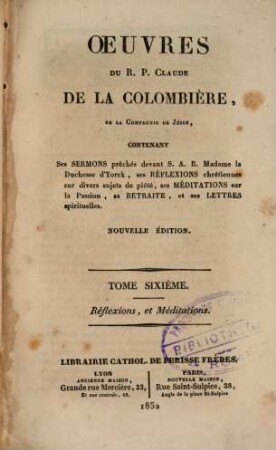 ŒUVRES
DU R. P. CLAUDE
DE LA COLOMBIÈRE,
DE LA COMPAGNIE DE JÉSUS,
CONTENANT
Ses SERMONS prêchés devant S. A. R. Madame la
Duchesse d'Yorck, ses RÉFLEXIONS chrétiennes
sur divers sujets de piété, ses MÉDITATIONS sur
la Passion, sa RETRAITE, et ses LETTRES
spirituelles.
NOUVELLE ÉDITION.
TOME SIXIÈME.
Réflexions, et Méditations.
LIBRAIRIE CATHOL. DE PERISSE FRÈRES.
LYON
ANCIENNE MAISON,
Grande rue Mercière, 33,
Et rue centrale,
PARIS,
NOUVELLE MAISON,
Rue Saint-Sulpice, 38,
Angle de la place St-Sulpice
1852